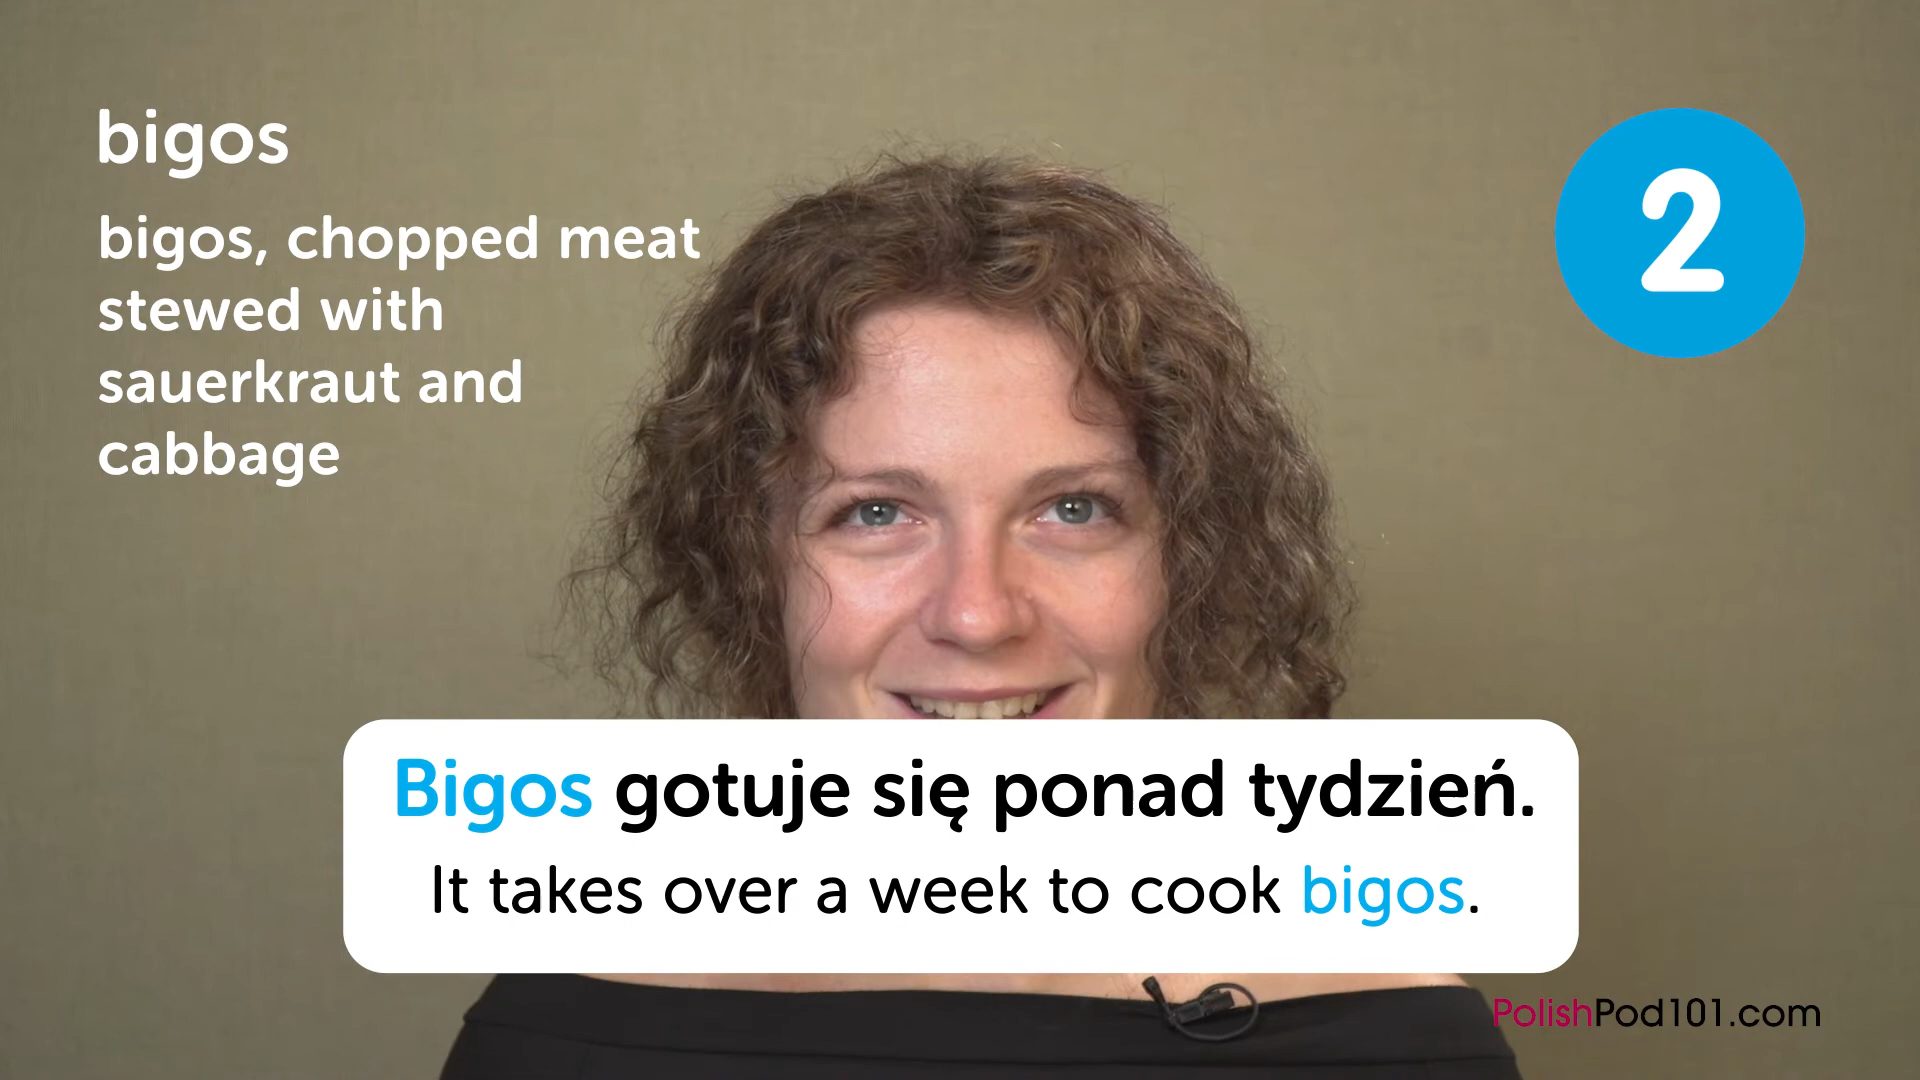 bigos
bigos, chopped meat
stewed with
sauerkraut and
cabbage
2
Bigos gotuje się ponad tydzień.
It takes over a week to cook bigos.
PolishPod101.com